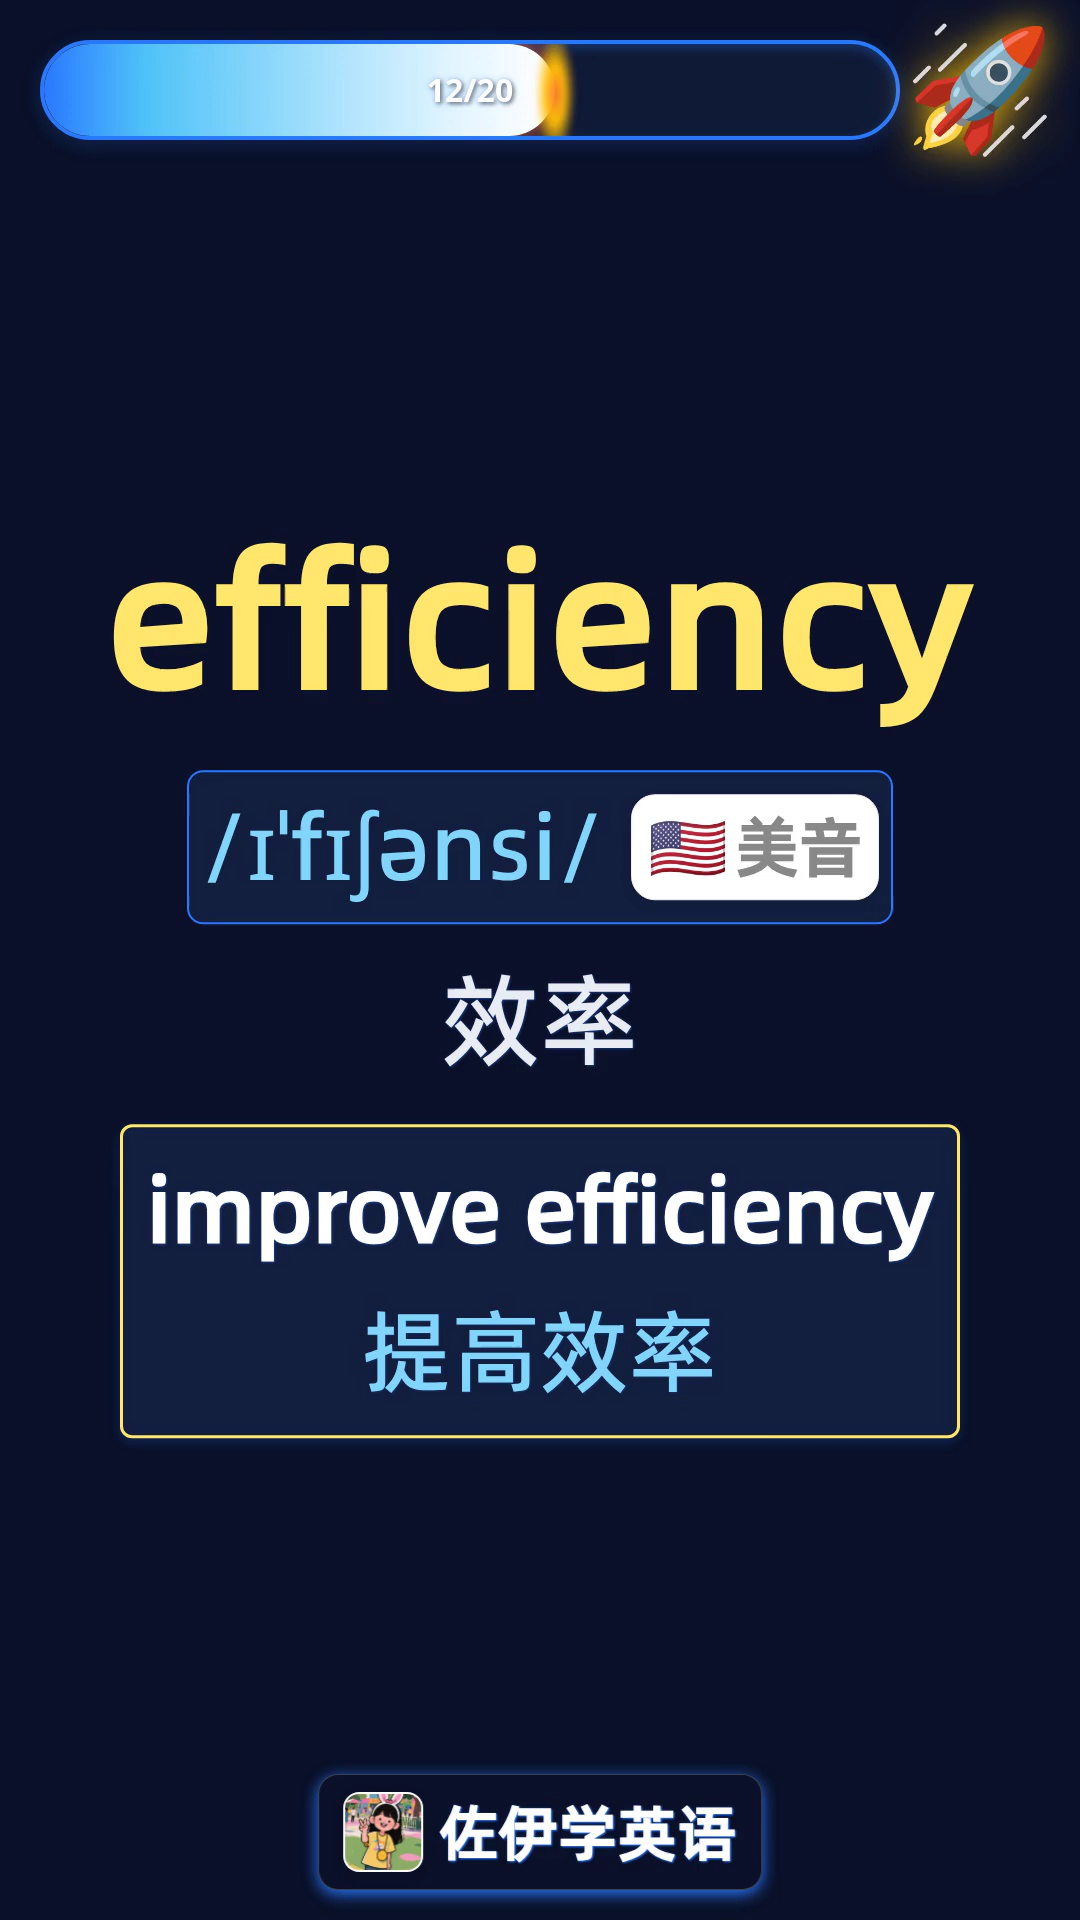 12/20
efficiency
/ɪˈfɪʃənsi/ 美音
效率
improve efficiency
提高效率
佐伊学英语